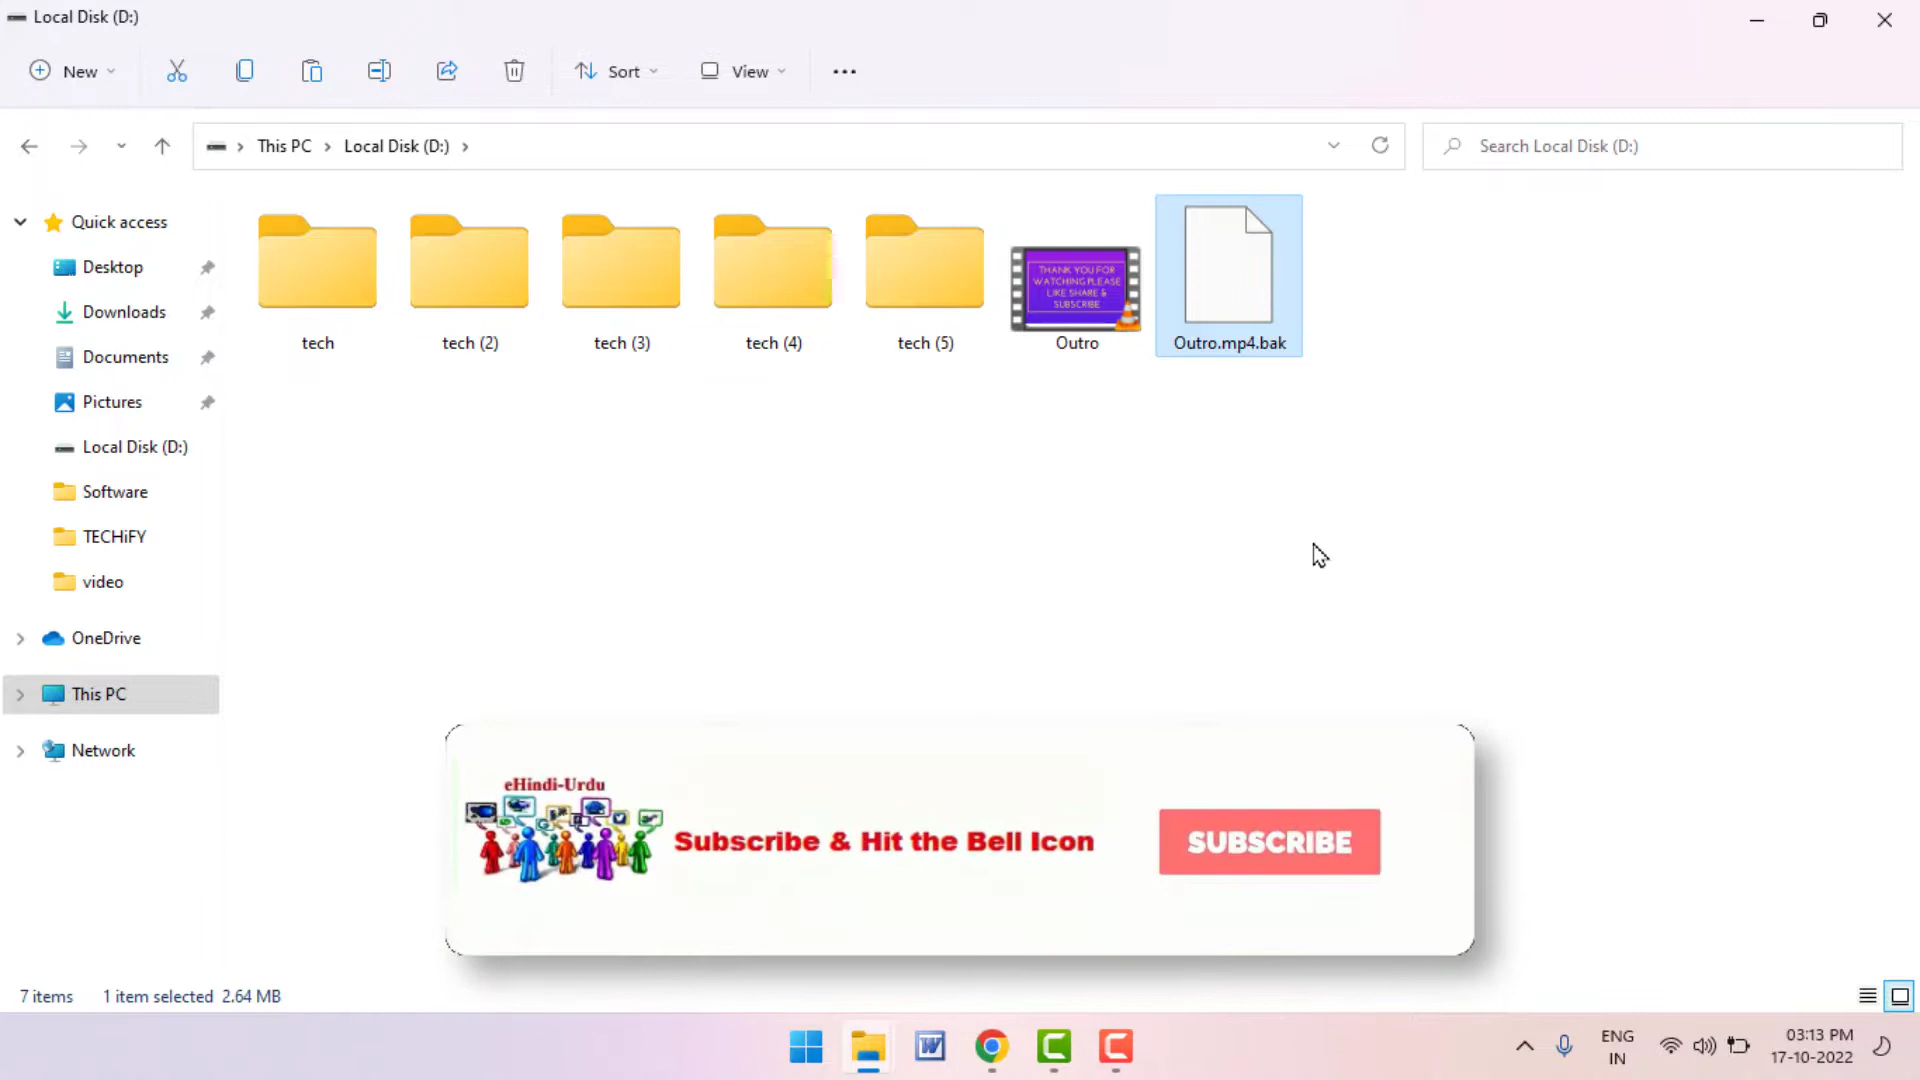 Local Disk (D:)
New
Sort
View
This PC
Local Disk (D:)
Search Local Disk (D:)
Quick access
Desktop
Downloads
Documents
Pictures
Local Disk (D:)
Software
TECHiFY
video
OneDrive
This PC
Network
tech
tech (2)
tech (3)
tech (4)
tech (5)
THANK YOU FOR
WATCHING PLEASE
LIKE SHARE &
SUBSCRIBE
Outro
Outro.mp4.bak
eHindi-Urdu
Subscribe & Hit the Bell Icon
SUBSCRIBE
7 items
1 item selected 2.64 MB
ENG
IN
03:13 PM
17-10-2022